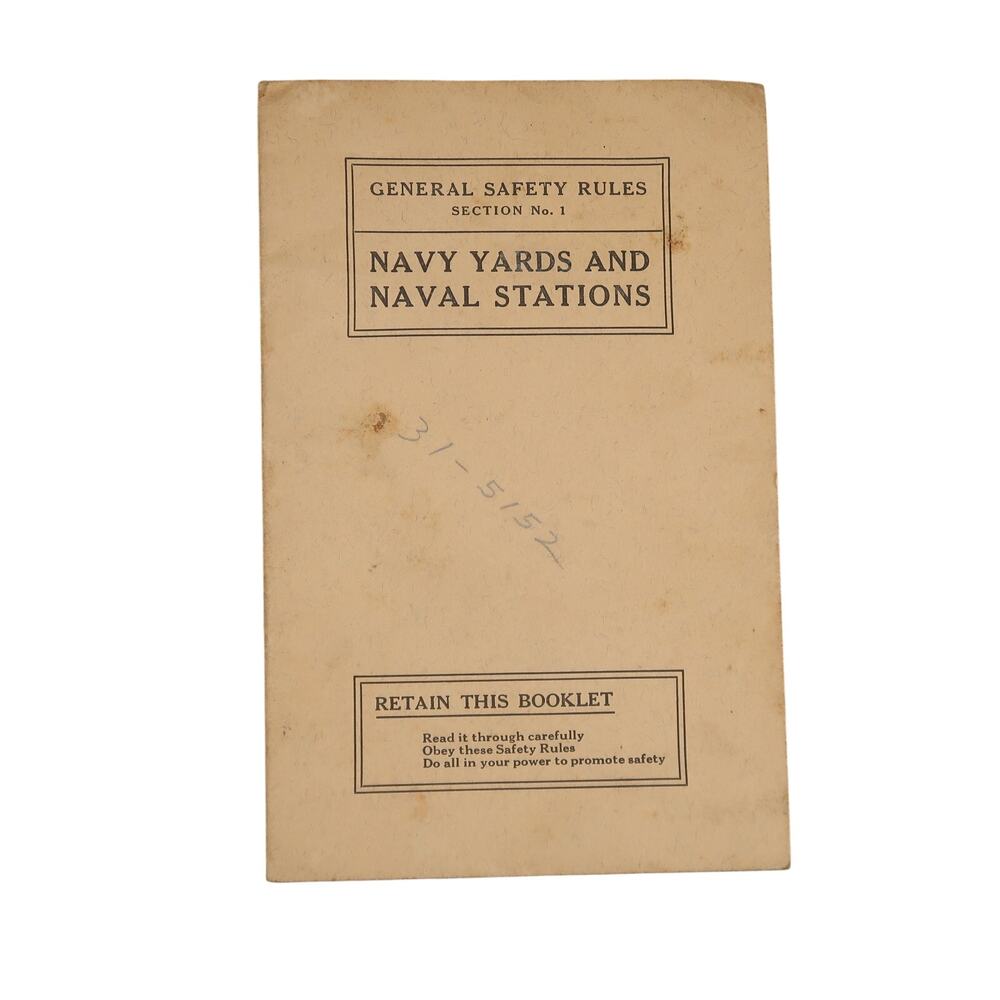 GENERAL SAFETY RULES
SECTION No. 1
NAVY YARDS AND
NAVAL STATIONS
31-5152
RETAIN THIS BOOKLET
Read it through carefully
Obey these Safety Rules
Do all in your power to promote safety